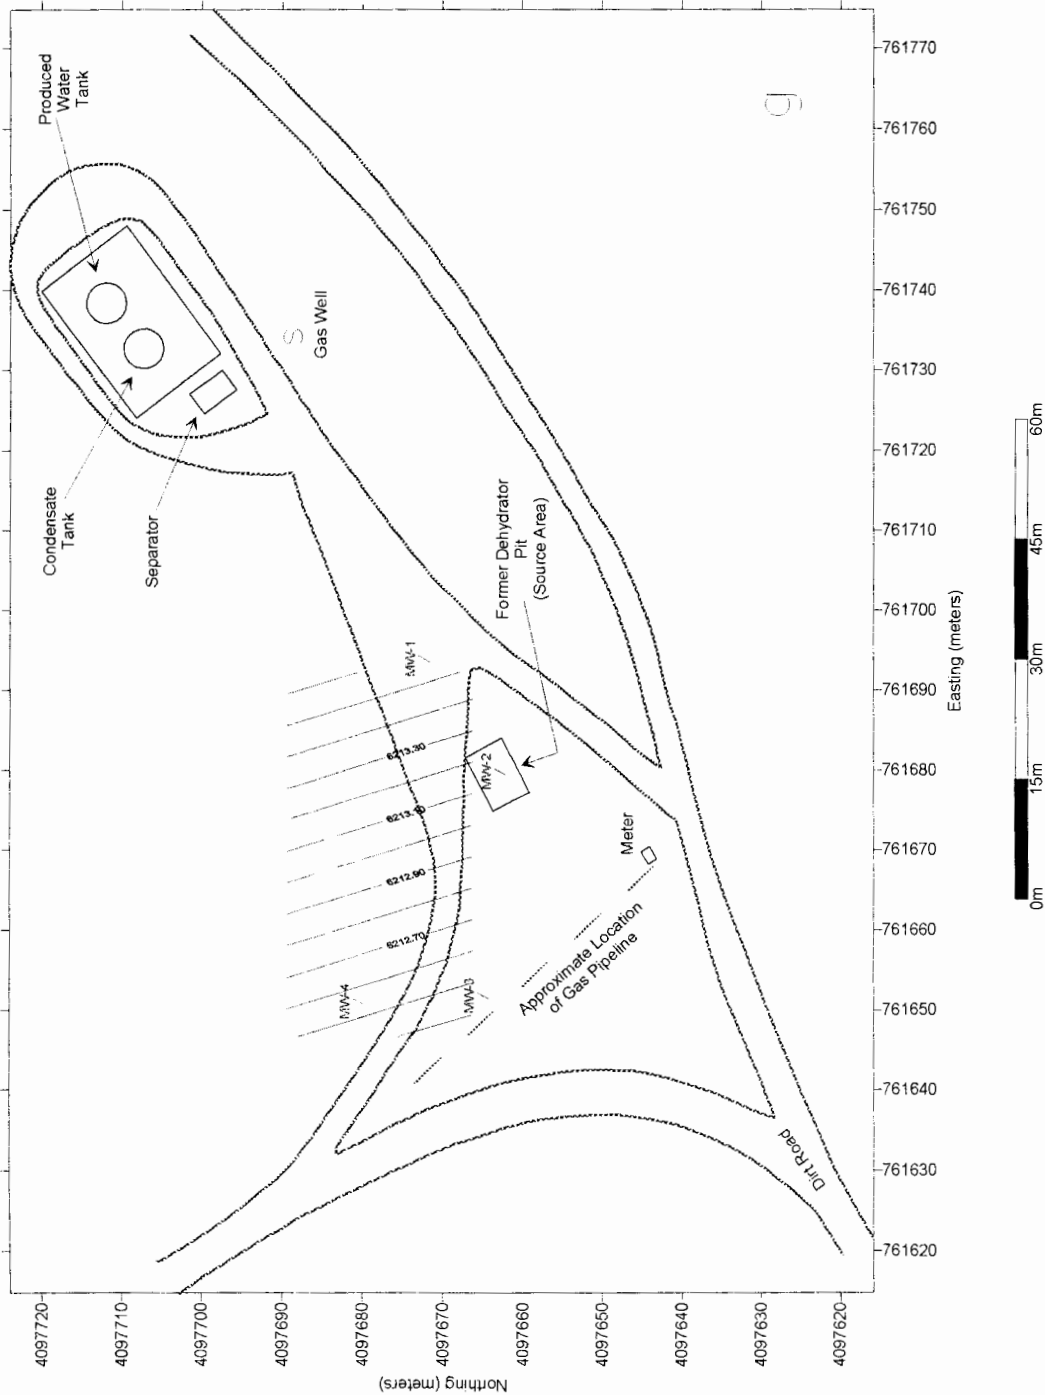 Produced
Water
Tank
Condensate
Tank
Separator
S
Gas Well
g
Former Dehydrator
Pit
(Source Area)
MW-1
MW-2
MW-3
MW-4
6213.30
6213.10
6212.90
6212.70
Meter
Approximate Location
of Gas Pipeline
Dirt Road
761770
761760
761750
761740
761730
761720
761710
761700
761690
761680
761670
761660
761650
761640
761630
761620
Easting (meters)
4097720
4097710
4097700
4097690
4097680
4097670
4097660
4097650
4097640
4097630
4097620
Northing (meters)
0m
15m
30m
45m
60m